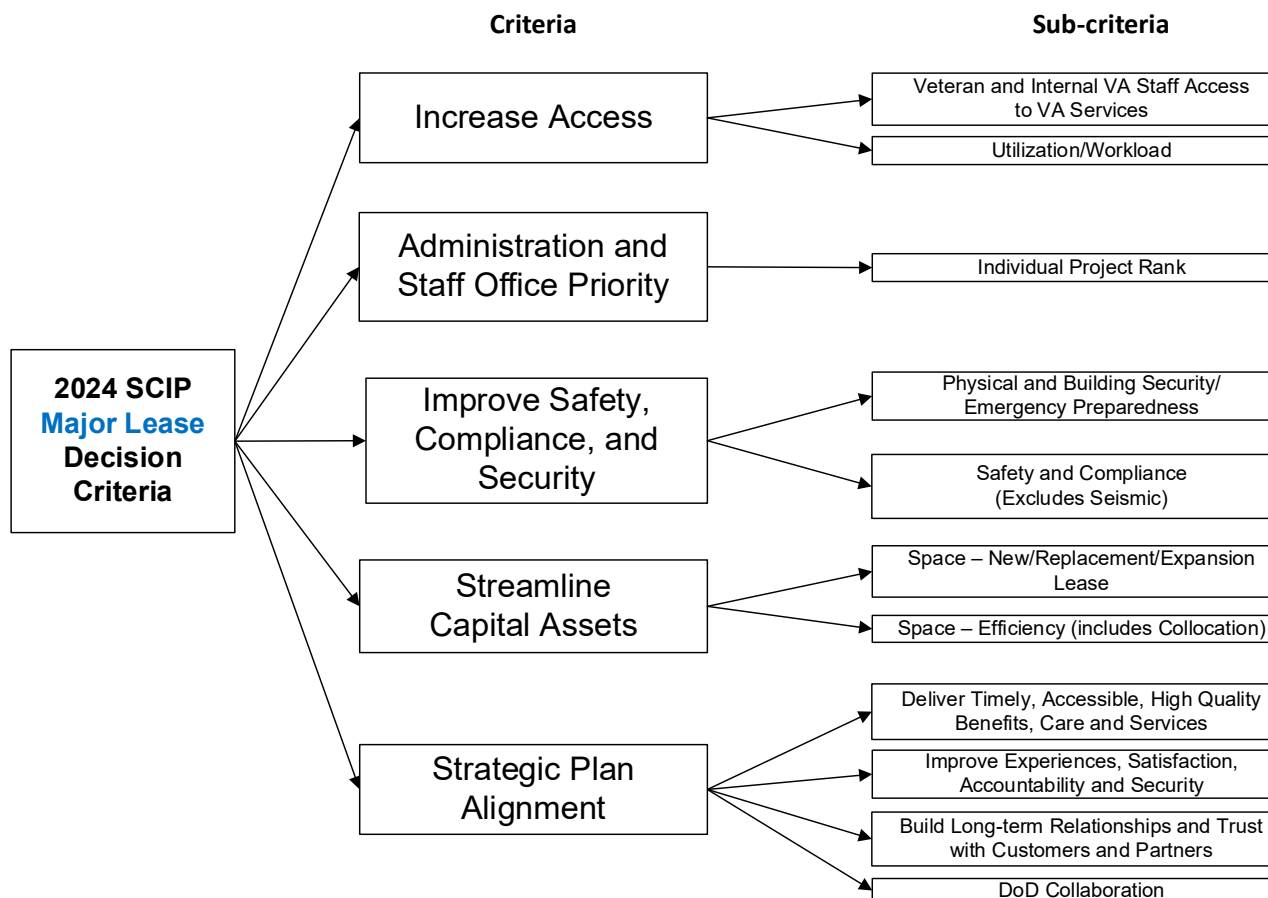 Criteria
Sub-criteria
2024 SCIP
Major Lease
Decision
Criteria
Increase Access
Veteran and Internal VA Staff Access
to VA Services
Utilization/Workload
Administration and
Staff Office Priority
Individual Project Rank
Improve Safety,
Compliance, and
Security
Physical and Building Security/
Emergency Preparedness
Safety and Compliance
(Excludes Seismic)
Streamline
Capital Assets
Space – New/Replacement/Expansion
Lease
Space – Efficiency (includes Collocation)
Strategic Plan
Alignment
Deliver Timely, Accessible, High Quality
Benefits, Care and Services
Improve Experiences, Satisfaction,
Accountability and Security
Build Long-term Relationships and Trust
with Customers and Partners
DoD Collaboration